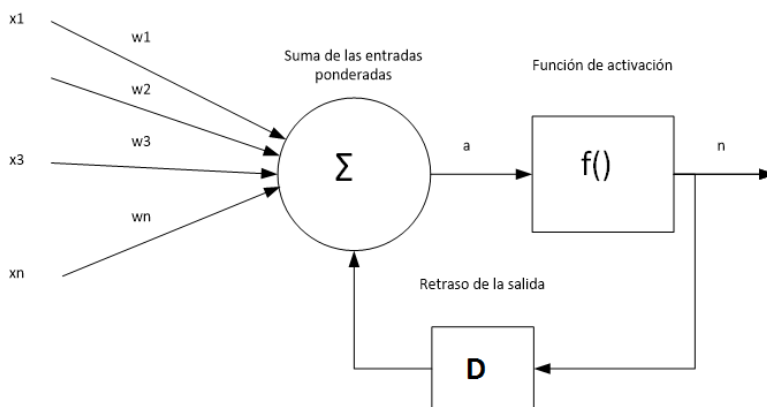 x1
w1
Suma de las entradas
ponderadas
Función de activación
w2
w3
x3
Σ
a
f()
n
wn
xn
Retraso de la salida
D